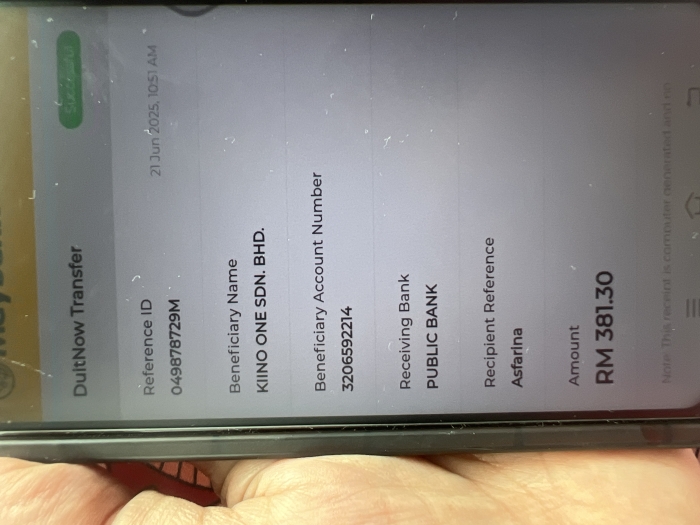 DuitNow Transfer
Successful
Reference ID
049878729M
21 Jun 2025, 10:51 AM
Beneficiary Name
KIINO ONE SDN. BHD.
Beneficiary Account Number
3206592214
Receiving Bank
PUBLIC BANK
Recipient Reference
Asfarina
Amount
RM 381.30
Note: This receipt is computer generated and no